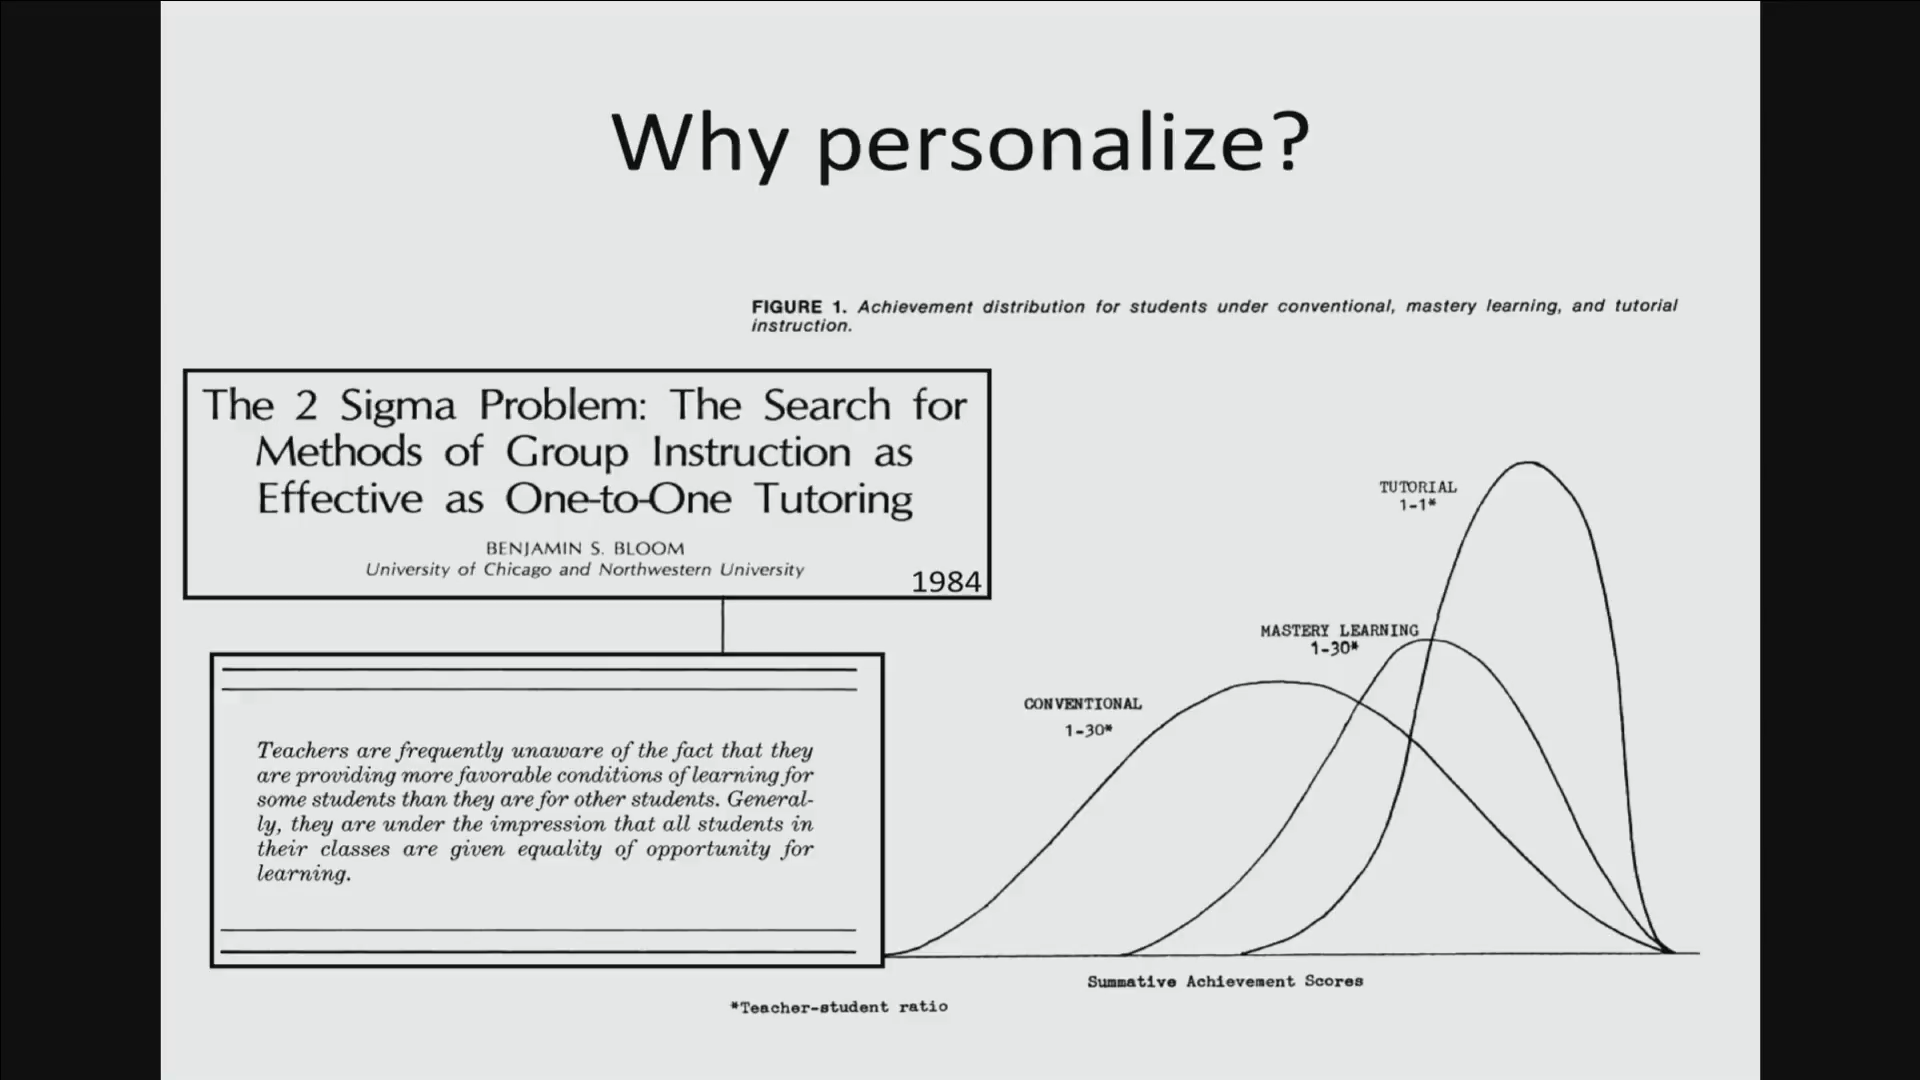 Why personalize?
FIGURE 1. Achievement distribution for students under conventional, mastery learning, and tutorial
instruction.
The 2 Sigma Problem: The Search for
Methods of Group Instruction as
Effective as One-to-One Tutoring
BENJAMIN S. BLOOM
University of Chicago and Northwestern University
1984
Teachers are frequently unaware of the fact that they
are providing more favorable conditions of learning for
some students than they are for other students. General-
ly, they are under the impression that all students in
their classes are given equality of opportunity for
learning.
TUTORIAL
1-1*
MASTERY LEARNING
1-30*
CONVENTIONAL
1-30*
Summative Achievement Scores
*Teacher-student ratio